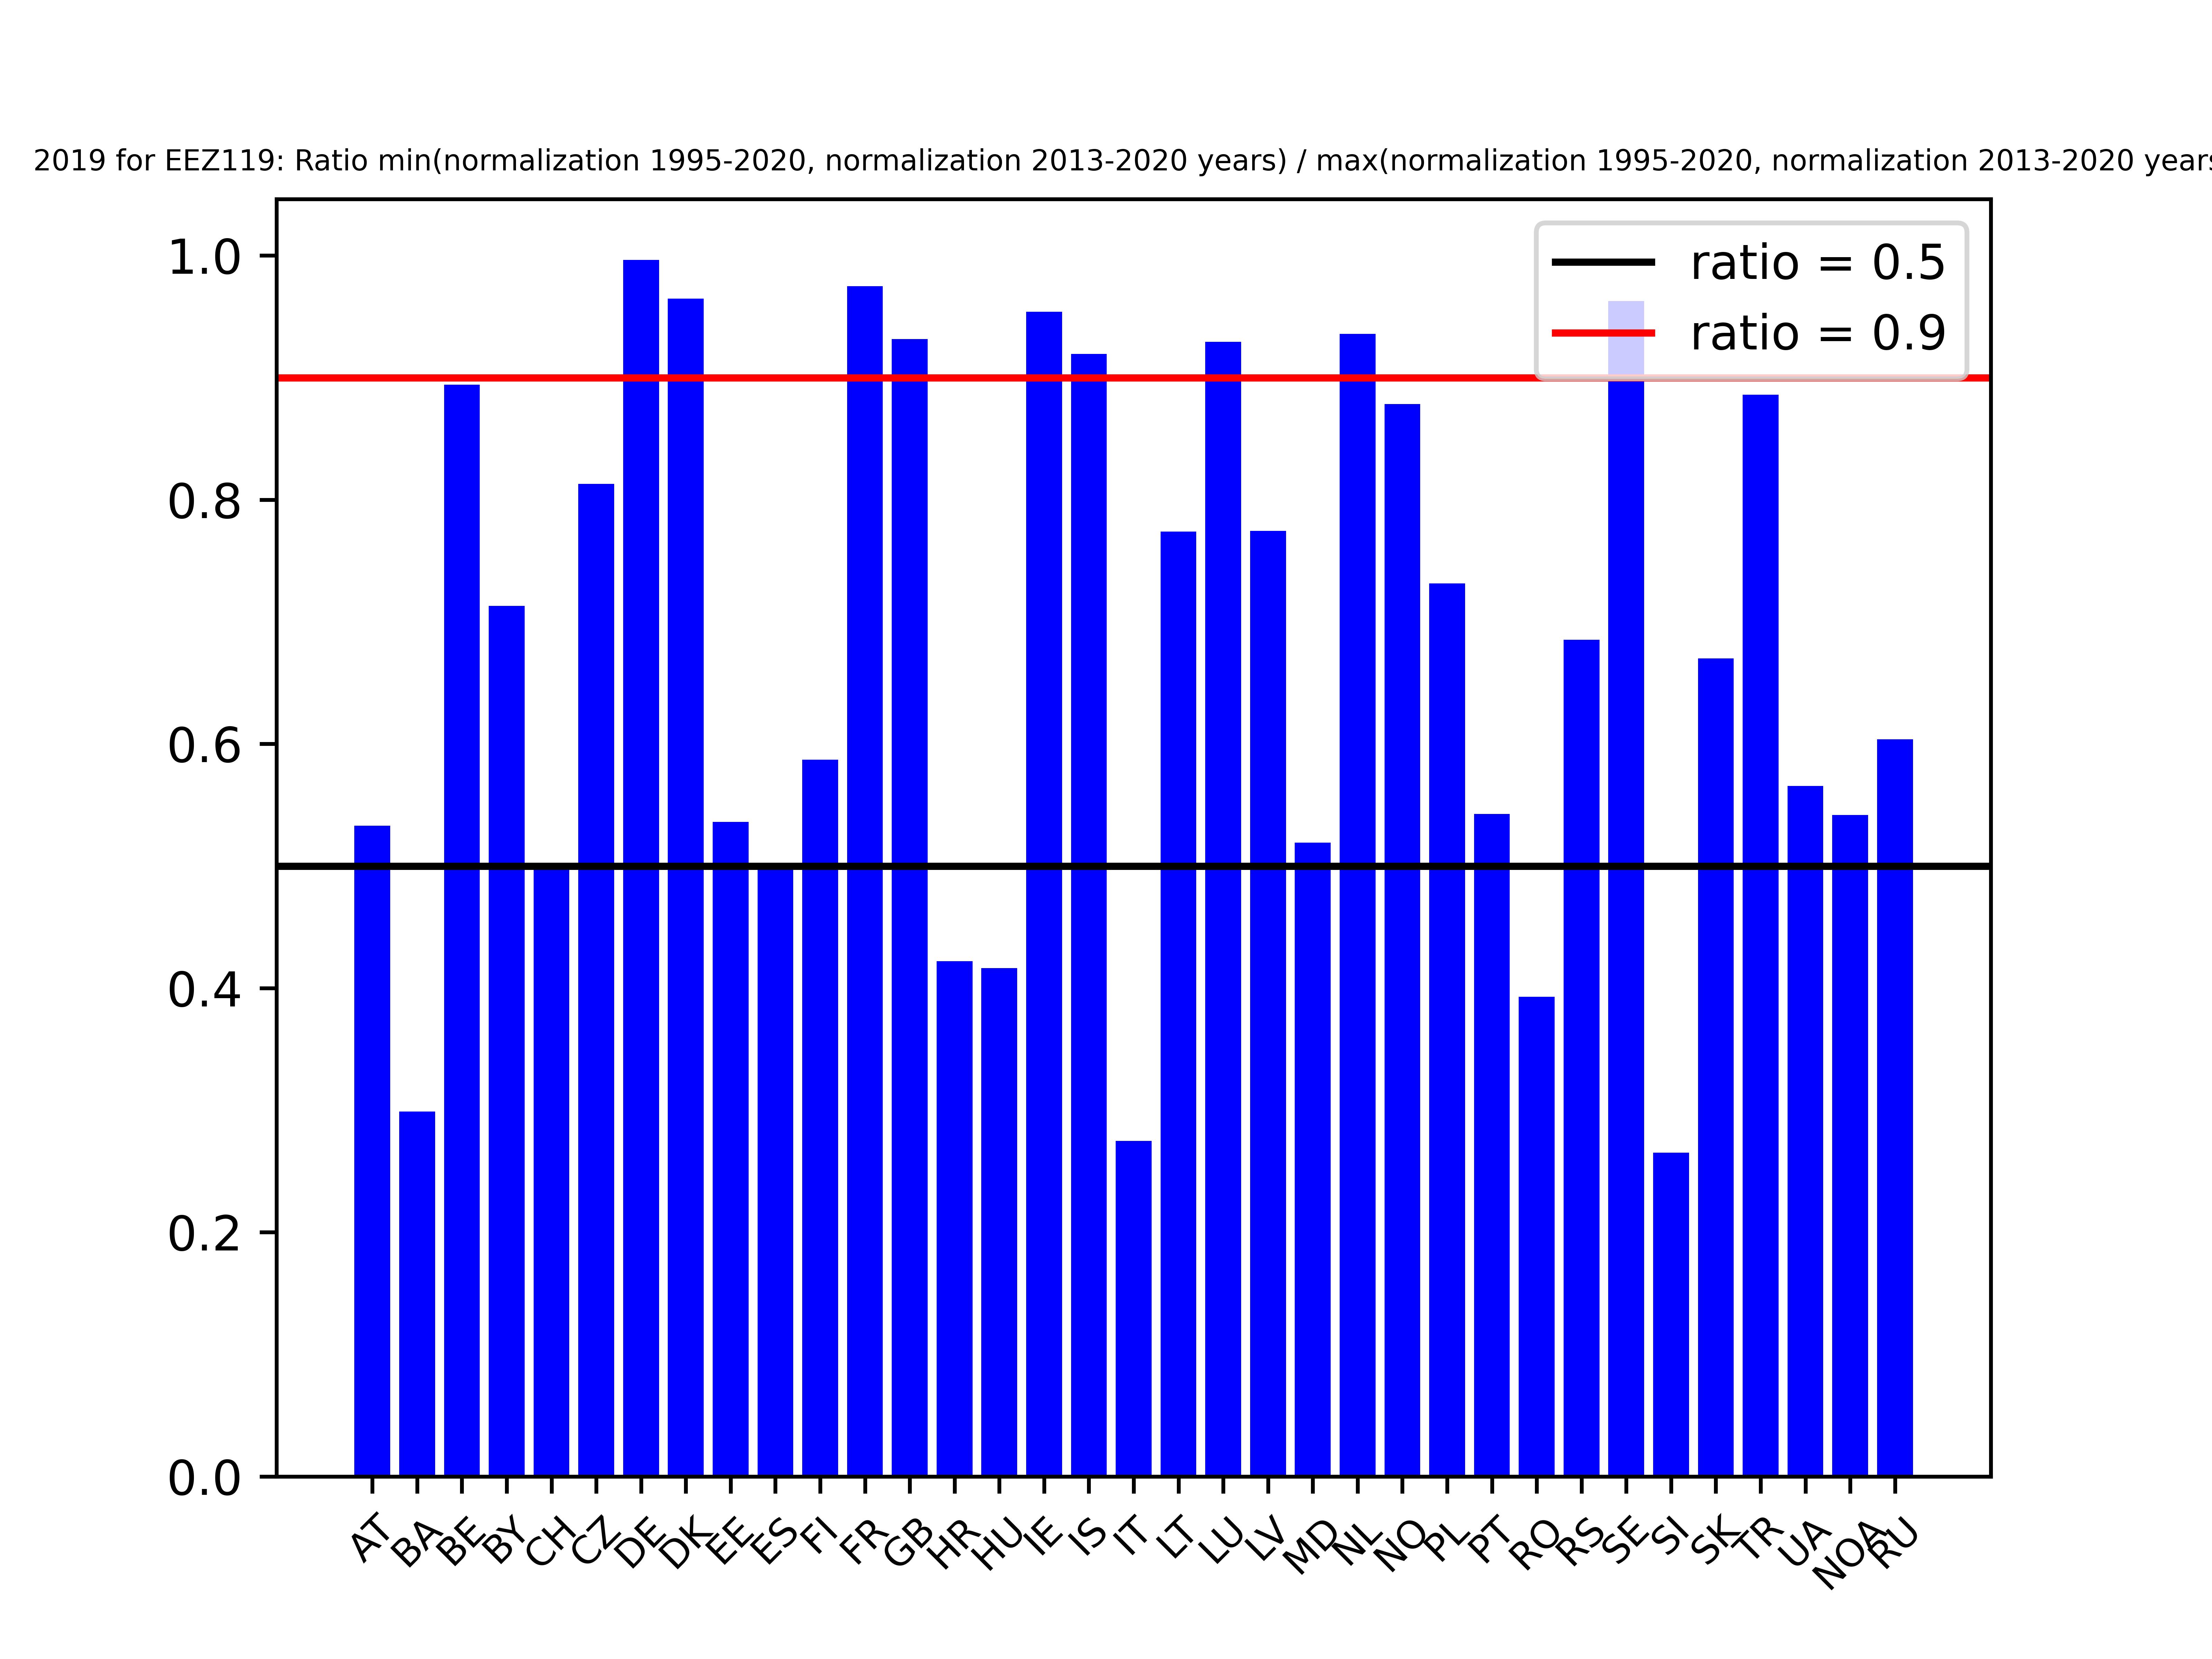 2019 for EEZ119: Ratio min(normalization 1995-2020, normalization 2013-2020 years) / max(normalization 1995-2020, normalization 2013-2020 years
ratio = 0.5
ratio = 0.9
1.0
0.8
0.6
0.4
0.2
0.0
AT BA BE BY CH CZ DE DK EE ES FI FR GB HR HU IE IS IT LT LU LV MD NL NO PL PT RO RS SE SI SK TR UA NOA RU